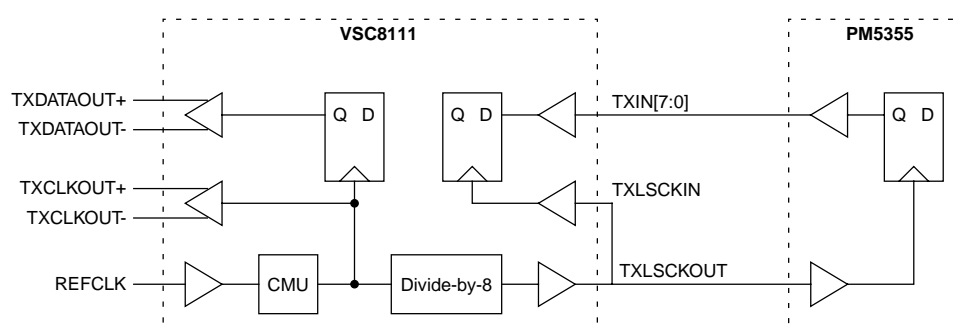 VSC8111
PM5355
TXDATAOUT+
TXDATAOUT-
Q D
Q D
TXIN[7:0]
Q D
TXCLKOUT+
TXCLKOUT-
TXLSCKIN
REFCLK
CMU
Divide-by-8
TXLSCKOUT